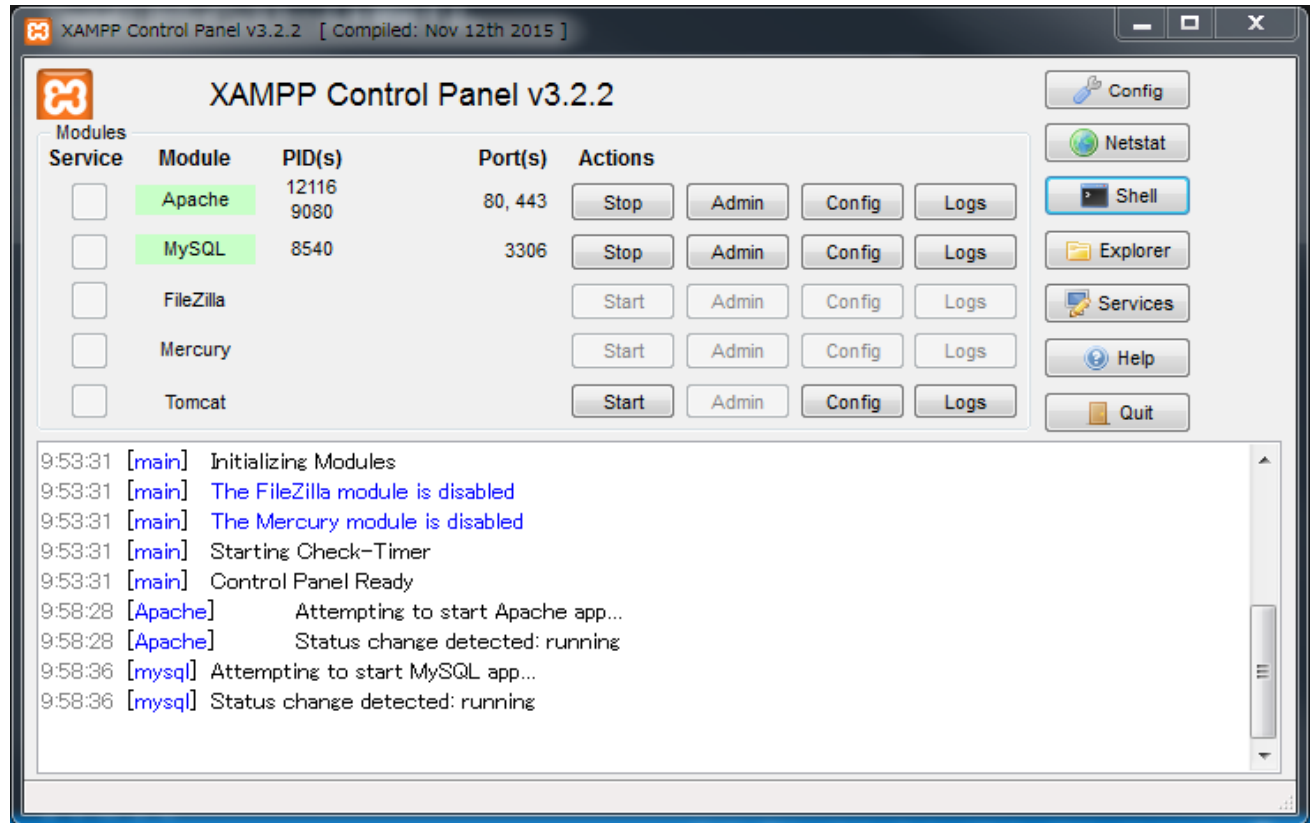 XAMPP Control Panel v3.2.2 [ Compiled: Nov 12th 2015 ]
XAMPP Control Panel v3.2.2
Config
Modules
Service Module PID(s) Port(s) Actions
Netstat
Apache 12116 9080 80, 443 Stop Admin Config Logs
Shell
MySQL 8540 3306 Stop Admin Config Logs
Explorer
FileZilla Start Admin Config Logs
Services
Mercury Start Admin Config Logs
Help
Tomcat Start Admin Config Logs
Quit
9:53:31 [main] Initializing Modules
9:53:31 [main] The FileZilla module is disabled
9:53:31 [main] The Mercury module is disabled
9:53:31 [main] Starting Check-Timer
9:53:31 [main] Control Panel Ready
9:58:28 [Apache] Attempting to start Apache app...
9:58:28 [Apache] Status change detected: running
9:58:36 [mysql] Attempting to start MySQL app...
9:58:36 [mysql] Status change detected: running